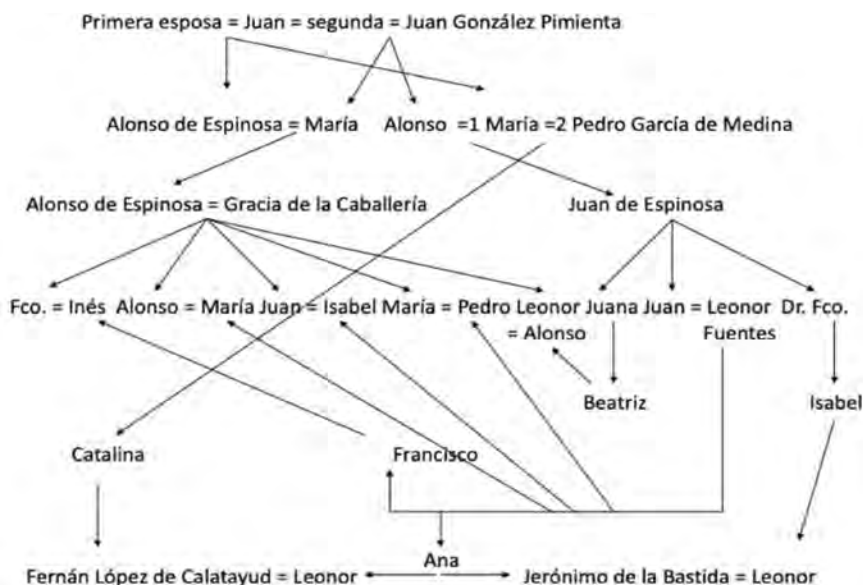 Primera esposa = Juan = segunda = Juan González Pimienta
Alonso de Espinosa = María Alonso =1 María =2 Pedro García de Medina
Alonso de Espinosa = Gracia de la Caballería Juan de Espinosa
Fco. = Inés Alonso = María Juan = Isabel Maria = Pedro Leonor Juana Juan = Leonor Dr. Fco.
= Alonso Fuentes
Beatriz Isabel
Catalina Francisco
Ana
Fernán López de Calatayud = Leonor Jerónimo de la Bastida = Leonor